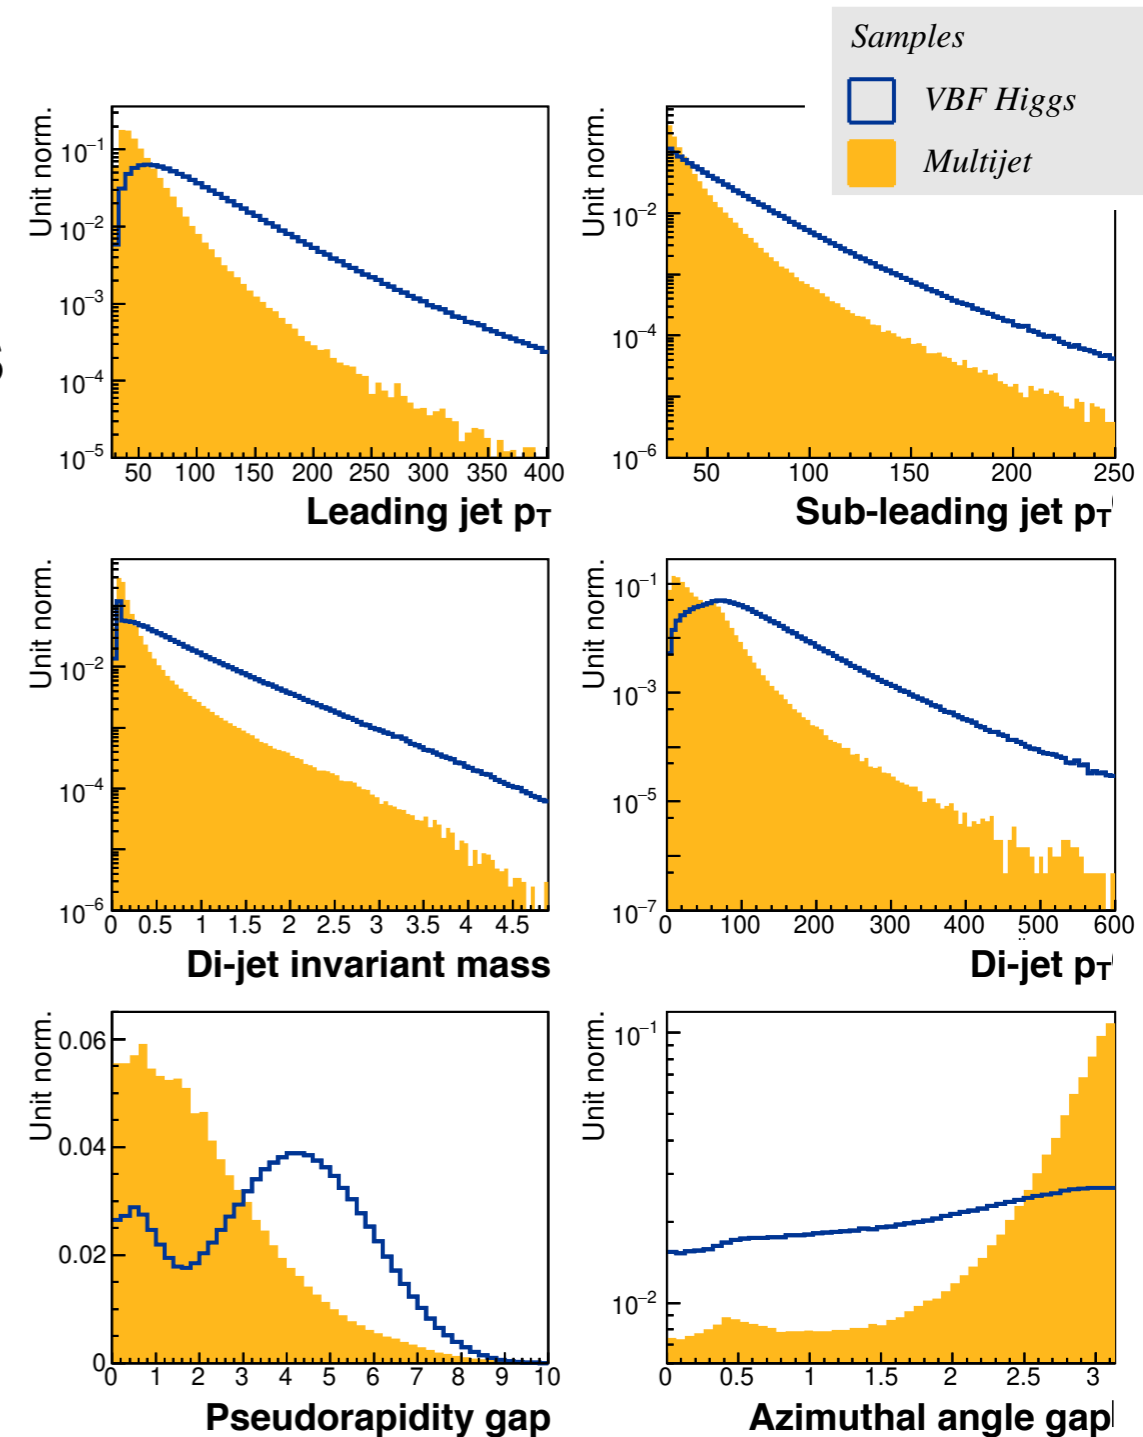 Samples
VBF Higgs
Multijet
Unit norm.
10⁻¹
10⁻²
10⁻³
10⁻⁴
10⁻⁵
50 100 150 200 250 300 350 400
Leading jet pT
Unit norm.
10⁻²
10⁻⁴
10⁻⁶
50 100 150 200 250
Sub-leading jet pT
Unit norm.
10⁻²
10⁻⁴
10⁻⁶
0 0.5 1 1.5 2 2.5 3 3.5 4 4.5
Di-jet invariant mass
Unit norm.
10⁻¹
10⁻³
10⁻⁵
10⁻⁷
0 100 200 300 400 500 600
Di-jet pT
Unit norm.
0.06
0.04
0.02
0
0 1 2 3 4 5 6 7 8 9 10
Pseudorapidity gap
Unit norm.
10⁻¹
10⁻²
0 0.5 1 1.5 2 2.5 3
Azimuthal angle gap